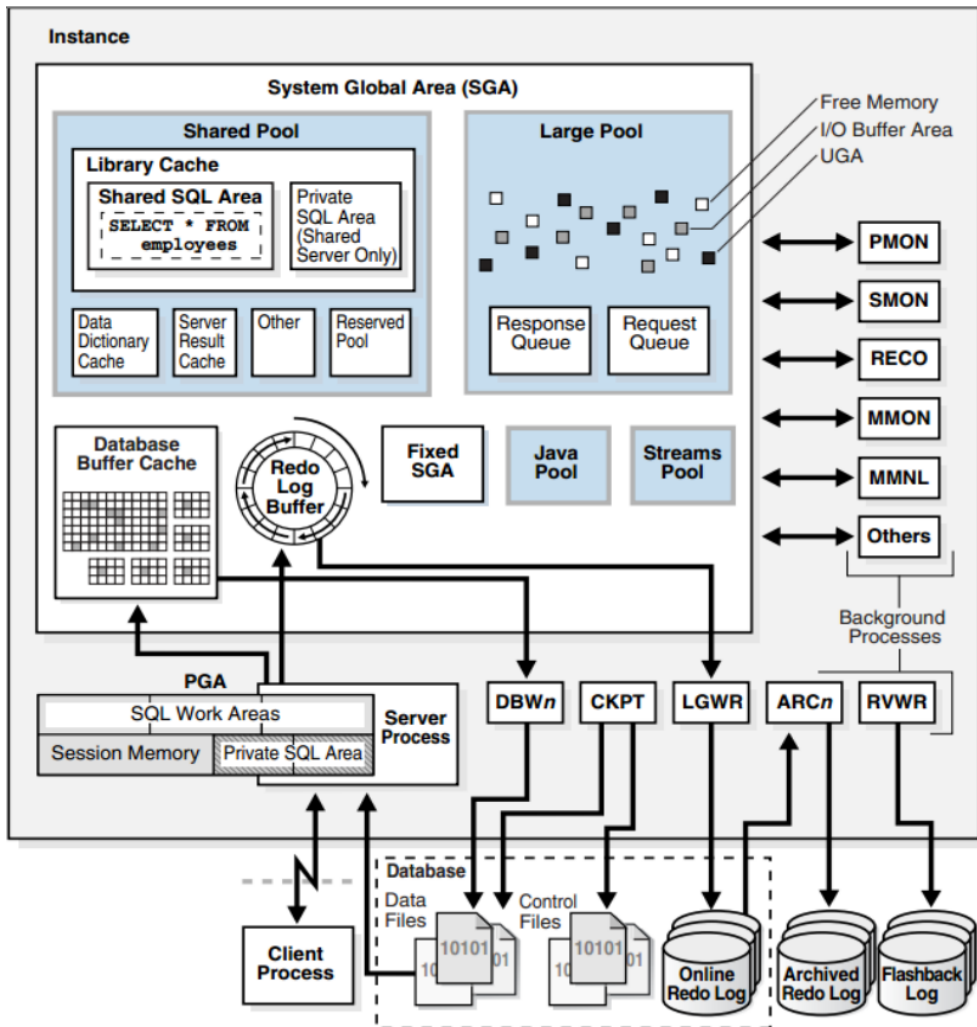 Instance
System Global Area (SGA)
Shared Pool
Library Cache
Shared SQL Area
SELECT * FROM
employees
Private
SQL Area
(Shared
Server Only)
Data
Dictionary
Cache
Server
Result
Cache
Other
Reserved
Pool
Large Pool
Response
Queue
Request
Queue
Free Memory
I/O Buffer Area
UGA
Database
Buffer Cache
Redo
Log
Buffer
Fixed
SGA
Java
Pool
Streams
Pool
PMON
SMON
RECO
MMON
MMNL
Others
Background
Processes
PGA
SQL Work Areas
Session Memory
Private SQL Area
Server
Process
DBWn
CKPT
LGWR
ARCn
RVWR
Client
Process
Database
Data
Files
10
10101
01
Control
Files
10
10101
01
Online
Redo Log
Archived
Redo Log
Flashback
Log